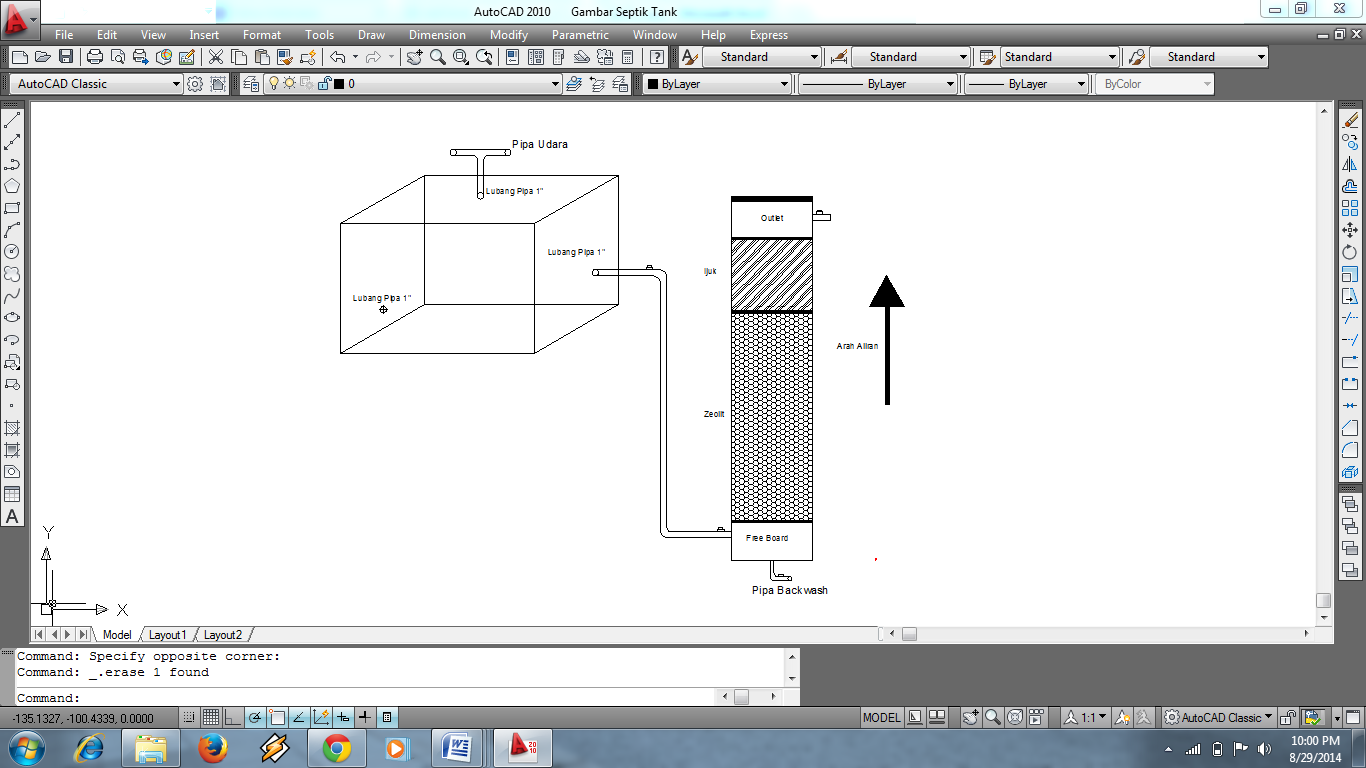 AutoCAD 2010 Gambar Septik Tank
File Edit View Insert Format Tools Draw Dimension Modify Parametric Window Help Express
Standard Standard Standard Standard
AutoCAD Classic 0 ByLayer ByLayer ByLayer ByColor
Pipa Udara
Lubang Pipa 1"
Outlet
Lubang Pipa 1"
Ijuk
Lubang Pipa 1"
Arah Aliran
Zeolit
Free Board
Pipa Backwash
Y
X
A
Model Layout1 Layout2
Command: Specify opposite corner:
Command: _.erase 1 found
Command:
-135.1327, -100.4339, 0.0000 MODEL 1:1 AutoCAD Classic
10:00 PM
8/29/2014